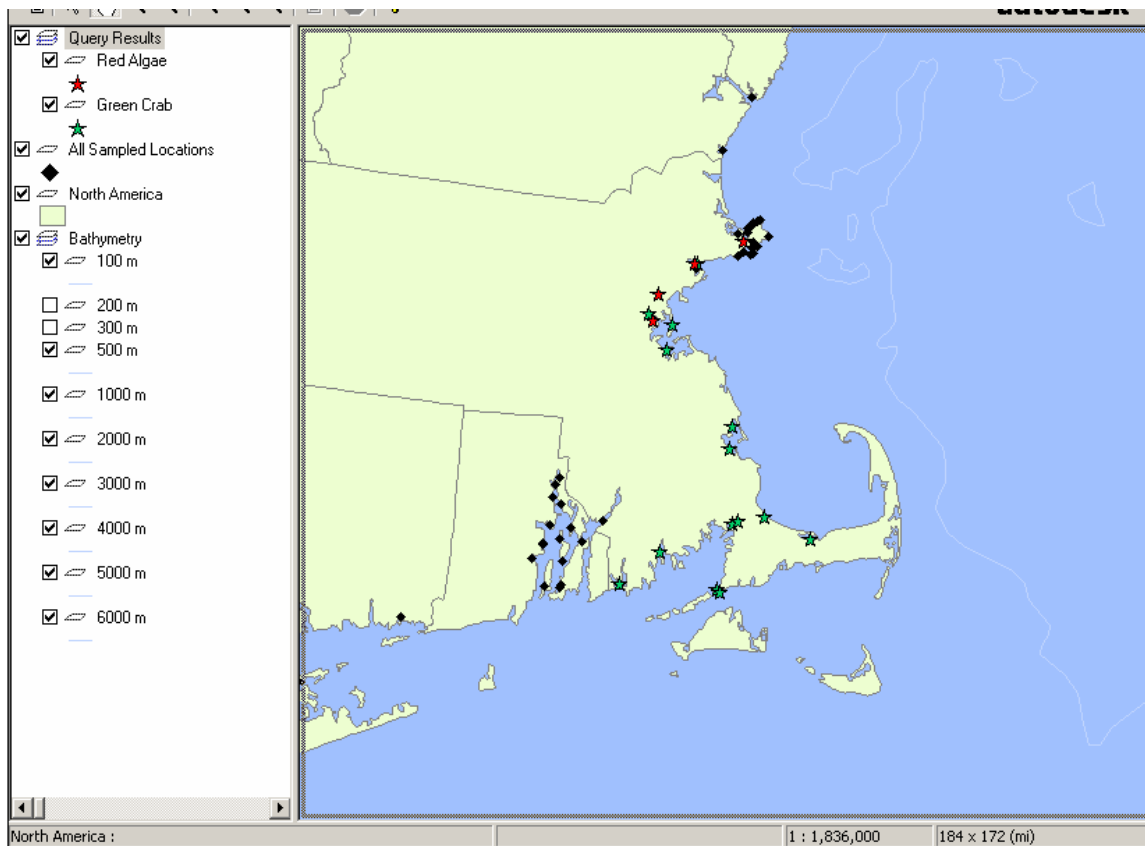 autodesk
Query Results
Red Algae
Green Crab
All Sampled Locations
North America
Bathymetry
100 m
200 m
300 m
500 m
1000 m
2000 m
3000 m
4000 m
5000 m
6000 m
North America :
1 : 1,836,000
184 x 172 (mi)